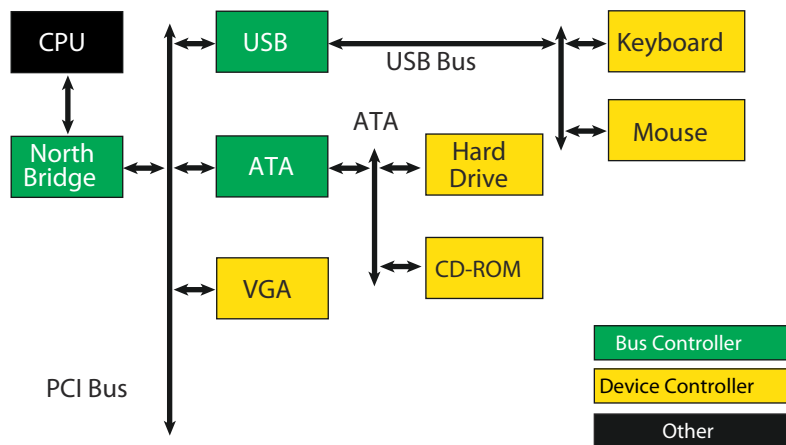 CPU
USB
USB Bus
Keyboard
Mouse
North
Bridge
ATA
ATA
Hard
Drive
CD-ROM
VGA
PCI Bus
Bus Controller
Device Controller
Other